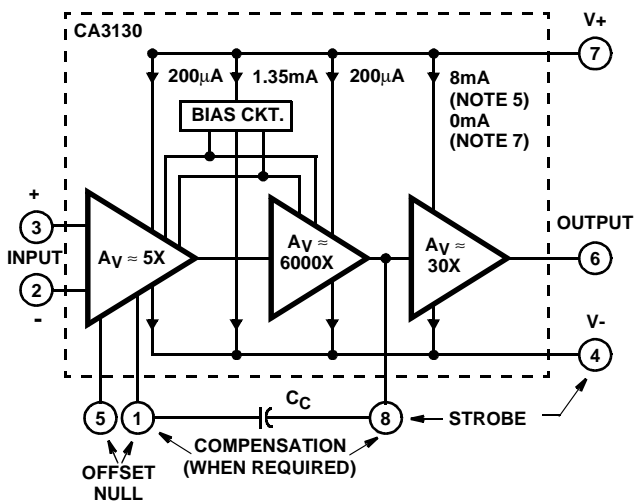 CA3130
V+
7
200µA
1.35mA
200µA
8mA
(NOTE 5)
0mA
(NOTE 7)
BIAS CKT.
+
3
INPUT
2
-
AV ≈ 5X
AV ≈
6000X
AV ≈
30X
OUTPUT
6
V-
4
5
1
CC
8
STROBE
COMPENSATION
(WHEN REQUIRED)
OFFSET
NULL